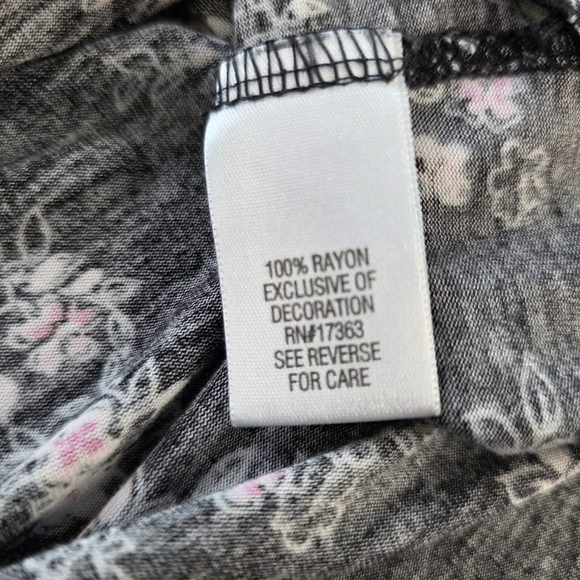 100% RAYON
EXCLUSIVE OF
DECORATION
RN#17363
SEE REVERSE
FOR CARE